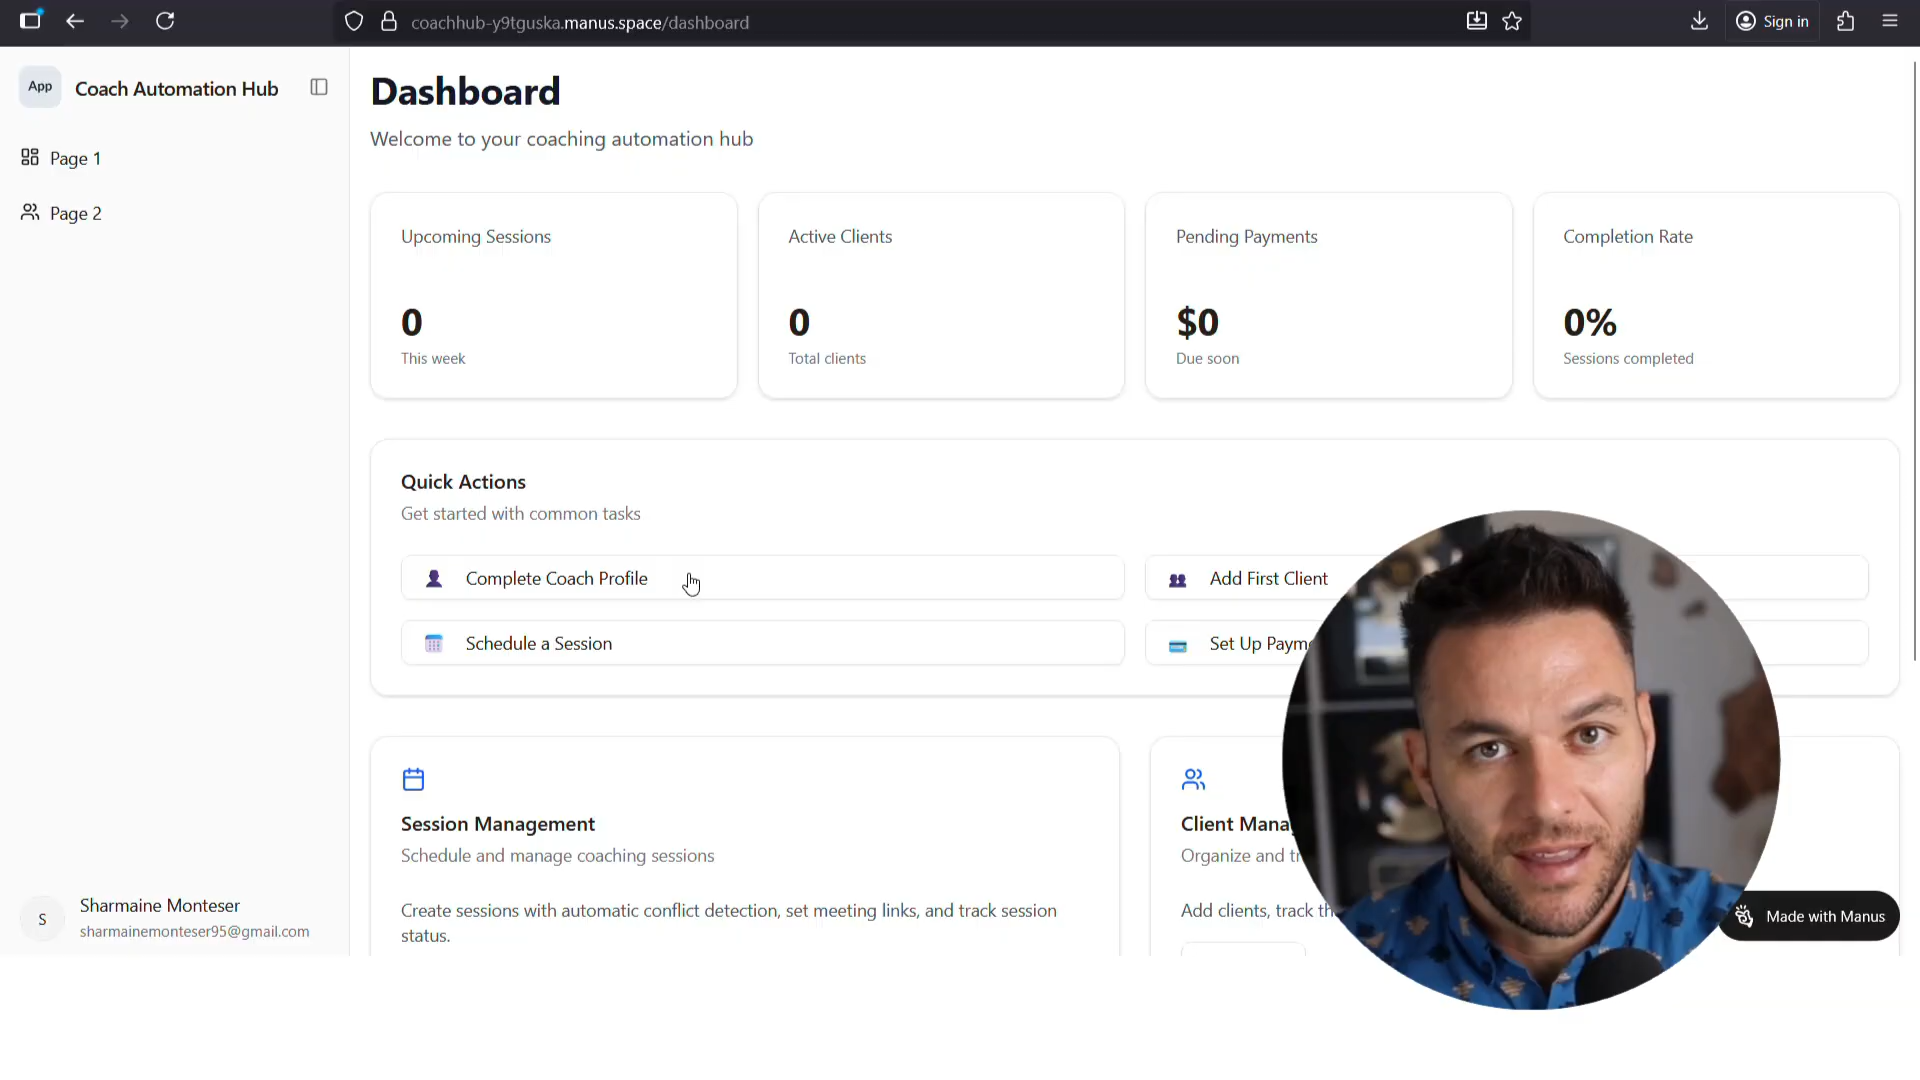 coachhub-y9tguska.manus.space/dashboard
Sign in
App
Coach Automation Hub
Page 1
Page 2
Sharmaine Monteser
S
sharmainemonteser95@gmail.com
Dashboard
Welcome to your coaching automation hub
Upcoming Sessions
0
This week
Active Clients
0
Total clients
Pending Payments
$0
Due soon
Completion Rate
0%
Sessions completed
Quick Actions
Get started with common tasks
Complete Coach Profile
Add First Client
Schedule a Session
Set Up
Session Management
Schedule and manage coaching sessions
Create sessions with automatic conflict detection, set meeting links, and track session
status.
Client
Organize and
Add clients, track
Made with Manus